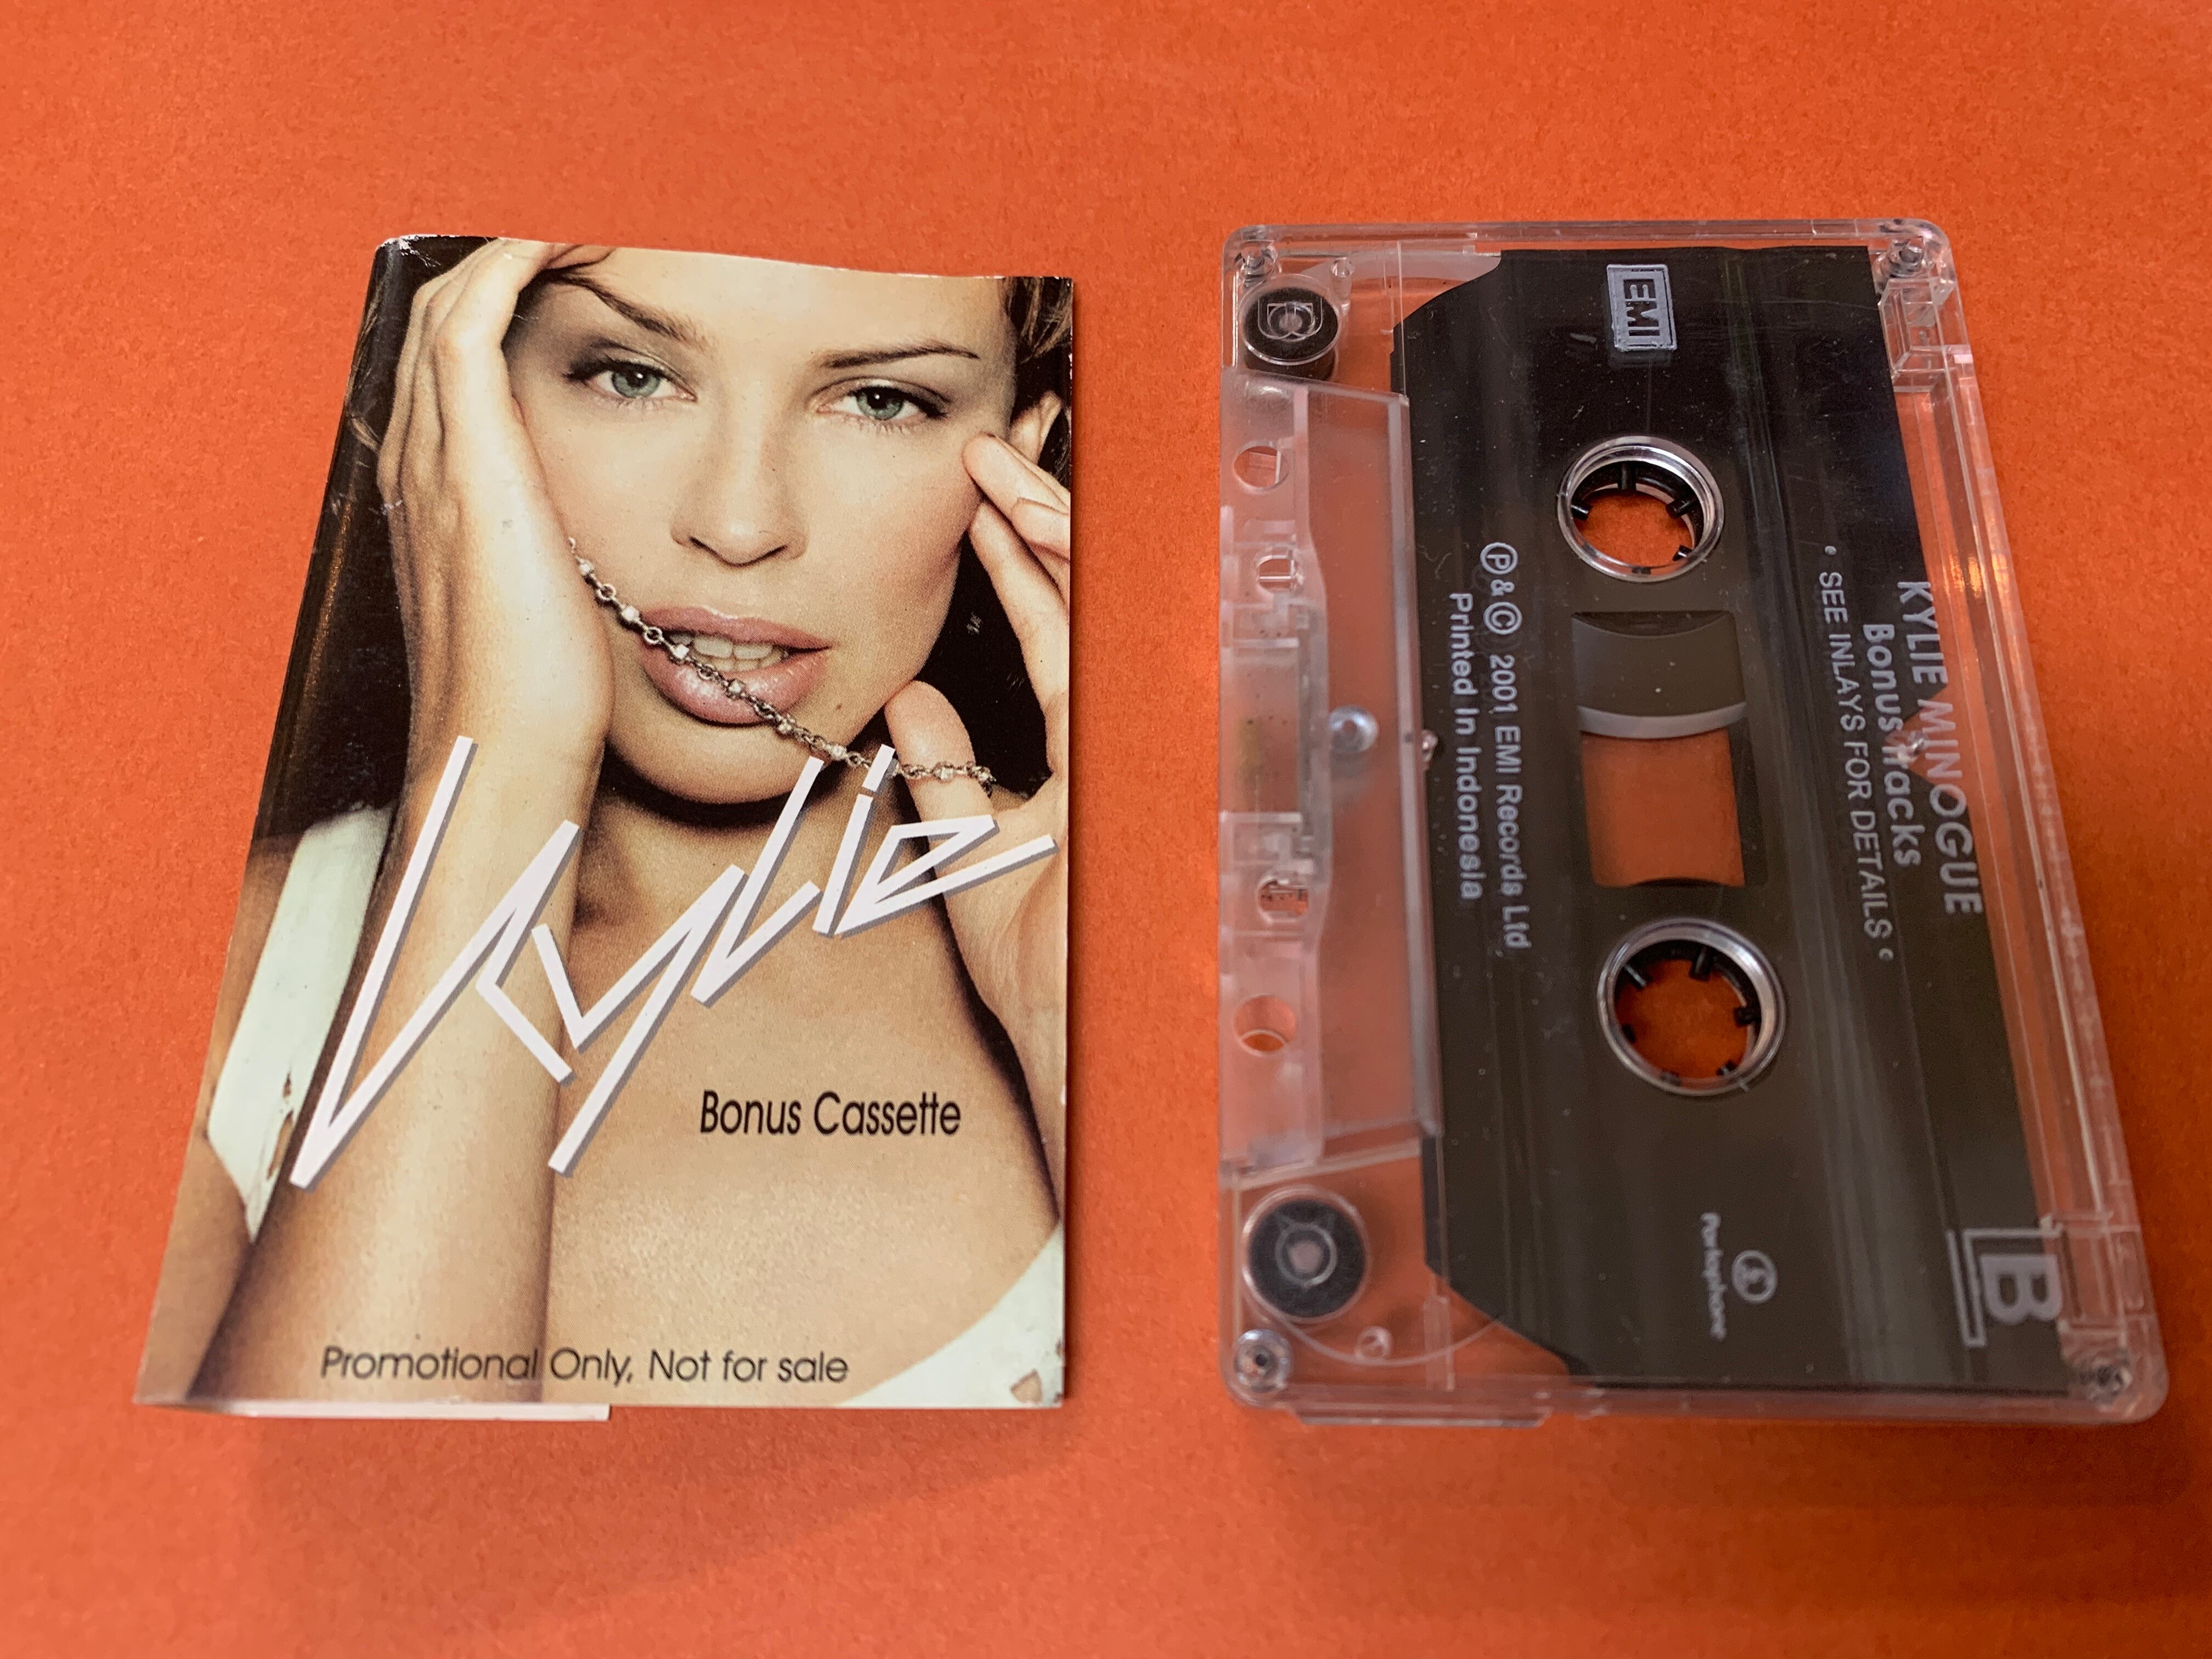 Kylie
Bonus Cassette
Promotional Only, Not for sale
EMI
KYLIE MINOGUE
Bonus Tracks
• SEE INLAYS FOR DETAILS •
℗ & © 2001 EMI Records Ltd
Printed In Indonesia
£
Parlophone
B